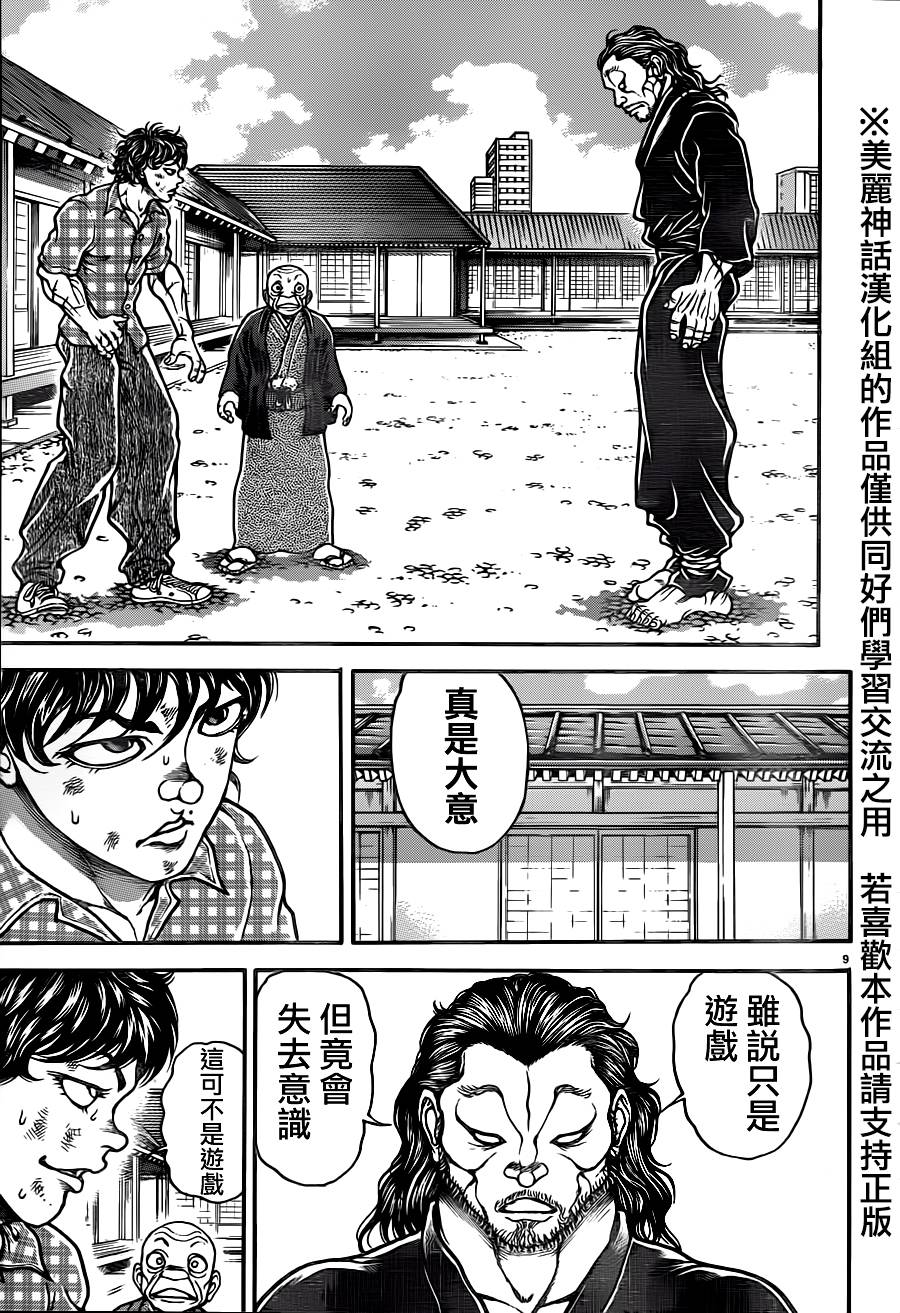 真是大意
9
雖説只是
遊戲
但竟會
失去意識
這可不是遊戲
※美麗神話漢化組的作品僅供同好們學習交流之用　若喜歡本作品請支持正版